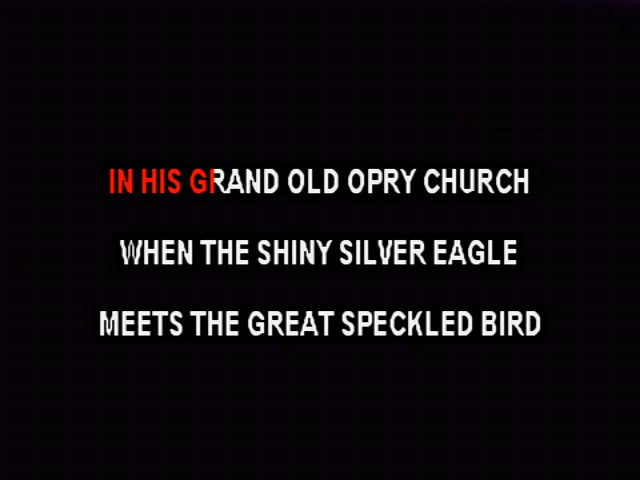 IN HIS GRAND OLD OPRY CHURCH
WHEN THE SHINY SILVER EAGLE
MEETS THE GREAT SPECKLED BIRD